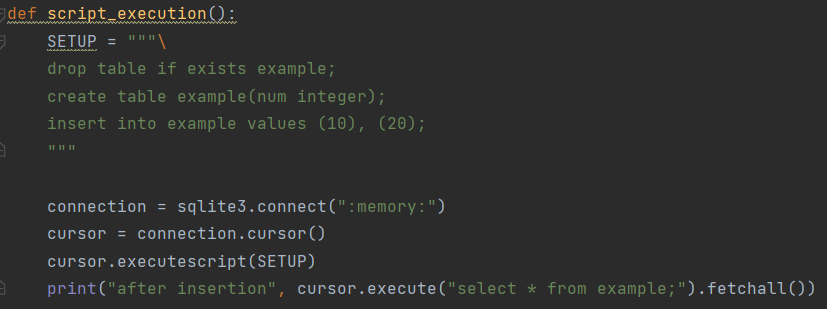 def script_execution():
    SETUP = """\
    drop table if exists example;
    create table example(num integer);
    insert into example values (10), (20);
    """

    connection = sqlite3.connect(":memory:")
    cursor = connection.cursor()
    cursor.executescript(SETUP)
    print("after insertion", cursor.execute("select * from example;").fetchall())